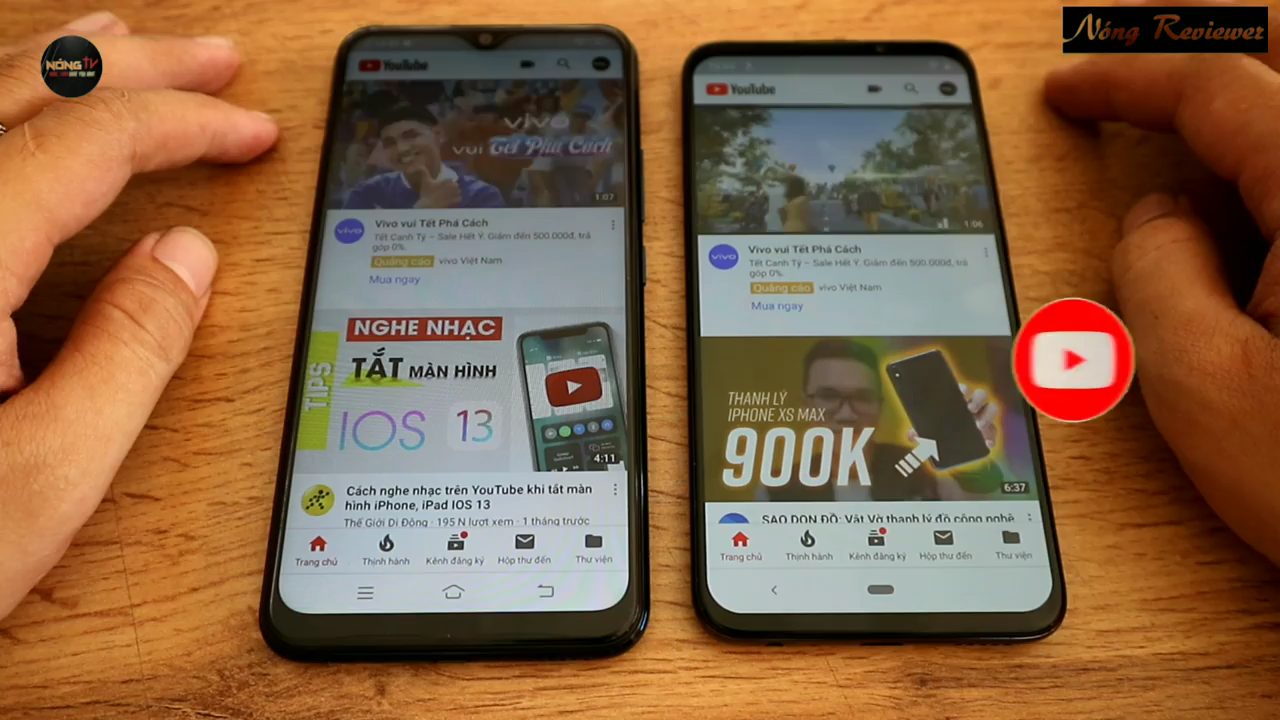 NÓNGTV
Nóng Reviewer
YouTube
vivo
vui Tết Phá Cách
1:07
vivo
Vivo vui Tết Phá Cách
Tết Canh Tý – Sale Hết Ý. Giảm đến 500.000đ, trả
góp 0%.
Quảng cáo vivo Việt Nam
Mua ngay
TIPS
NGHE NHẠC
TẮT MÀN HÌNH
IOS 13
4:11
Cách nghe nhạc trên YouTube khi tắt màn
hình iPhone, iPad IOS 13
Thế Giới Di Động · 195 N lượt xem · 1 tháng trước
Trang chủ Thịnh hành Kênh đăng ký Hộp thư đến Thư viện
YouTube
1:06
vivo
Vivo vui Tết Phá Cách
Tết Canh Tý – Sale Hết Ý. Giảm đến 500.000đ, trả
góp 0%.
Quảng cáo vivo Việt Nam
Mua ngay
THANH LÝ
IPHONE XS MAX
900K
6:37
SAO DỌN ĐỒ: Vật Vờ thanh lý đồ công nghệ
Trang chủ Thịnh hành Kênh đăng ký Hộp thư đến Thư viện